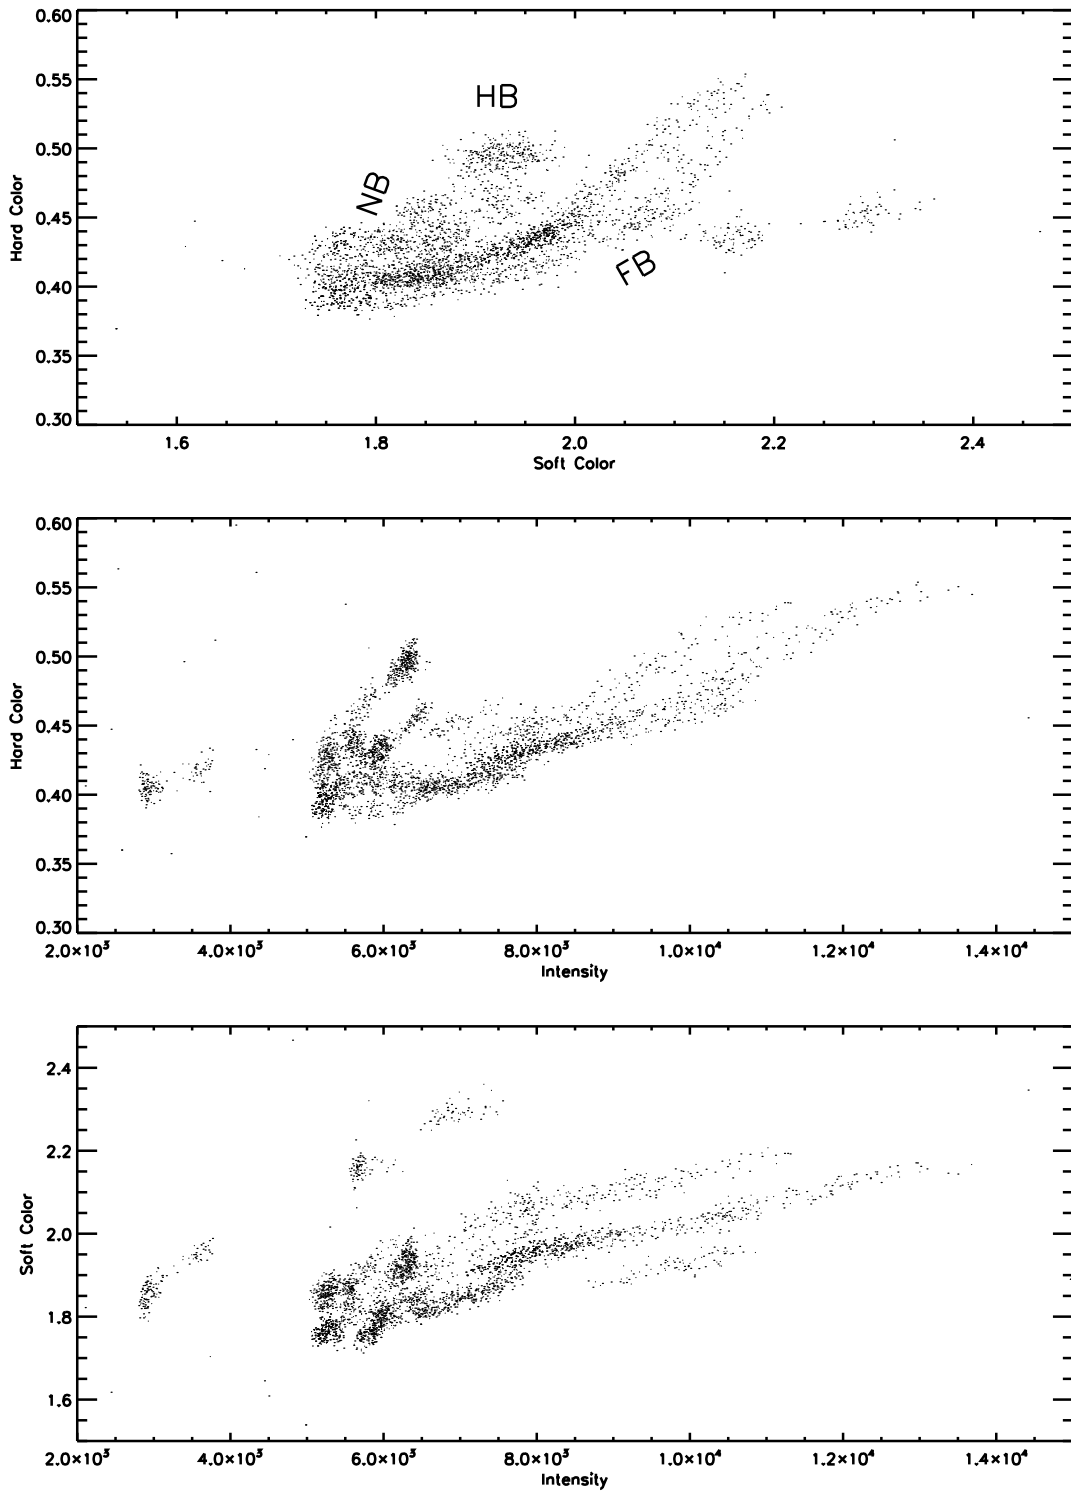 0.60
0.55
0.50
0.45
0.40
0.35
0.30
Hard Color
HB
NB
FB
1.6 1.8 2.0 2.2 2.4
Soft Color
0.60
0.55
0.50
0.45
0.40
0.35
0.30
Hard Color
2.0×10³ 4.0×10³ 6.0×10³ 8.0×10³ 1.0×10⁴ 1.2×10⁴ 1.4×10⁴
Intensity
2.4
2.2
2.0
1.8
1.6
Soft Color
2.0×10³ 4.0×10³ 6.0×10³ 8.0×10³ 1.0×10⁴ 1.2×10⁴ 1.4×10⁴
Intensity